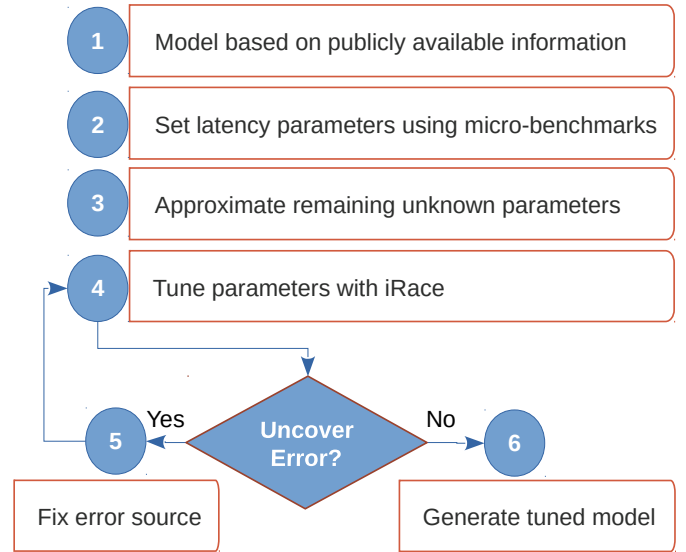 1 Model based on publicly available information
2 Set latency parameters using micro-benchmarks
3 Approximate remaining unknown parameters
4 Tune parameters with iRace
Yes
No
Uncover
Error?
5
6
Fix error source
Generate tuned model